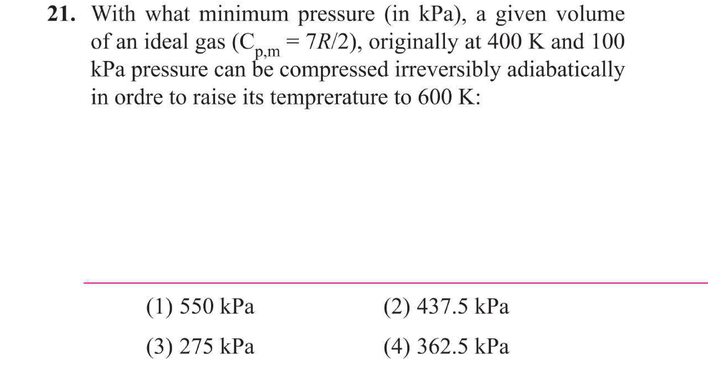 21. With what minimum pressure (in kPa), a given volume
of an ideal gas (C_{p,m} = 7R/2), originally at 400 K and 100
kPa pressure can be compressed irreversibly adiabatically
in ordre to raise its temprerature to 600 K:
(1) 550 kPa (2) 437.5 kPa
(3) 275 kPa (4) 362.5 kPa